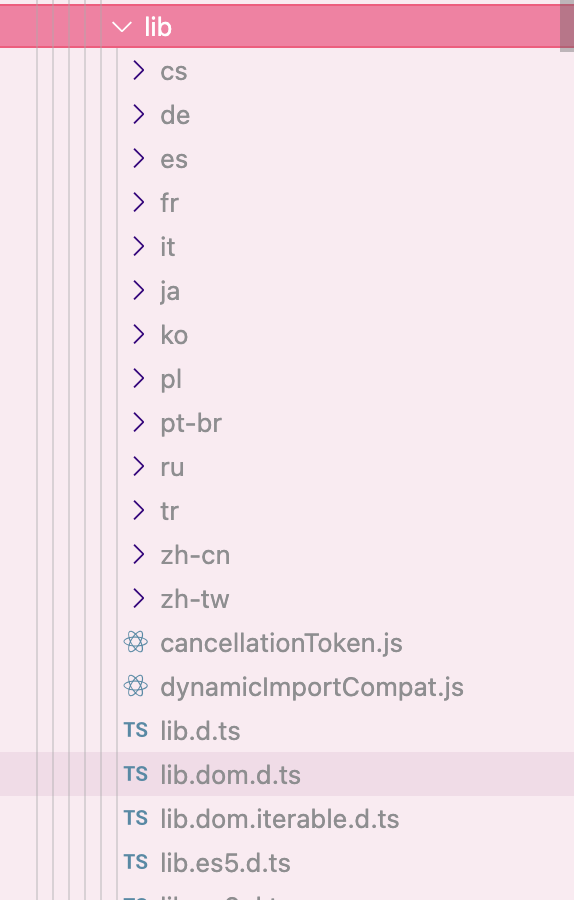 lib
cs
de
es
fr
it
ja
ko
pl
pt-br
ru
tr
zh-cn
zh-tw
cancellationToken.js
dynamicImportCompat.js
TS lib.d.ts
TS lib.dom.d.ts
TS lib.dom.iterable.d.ts
TS lib.es5.d.ts